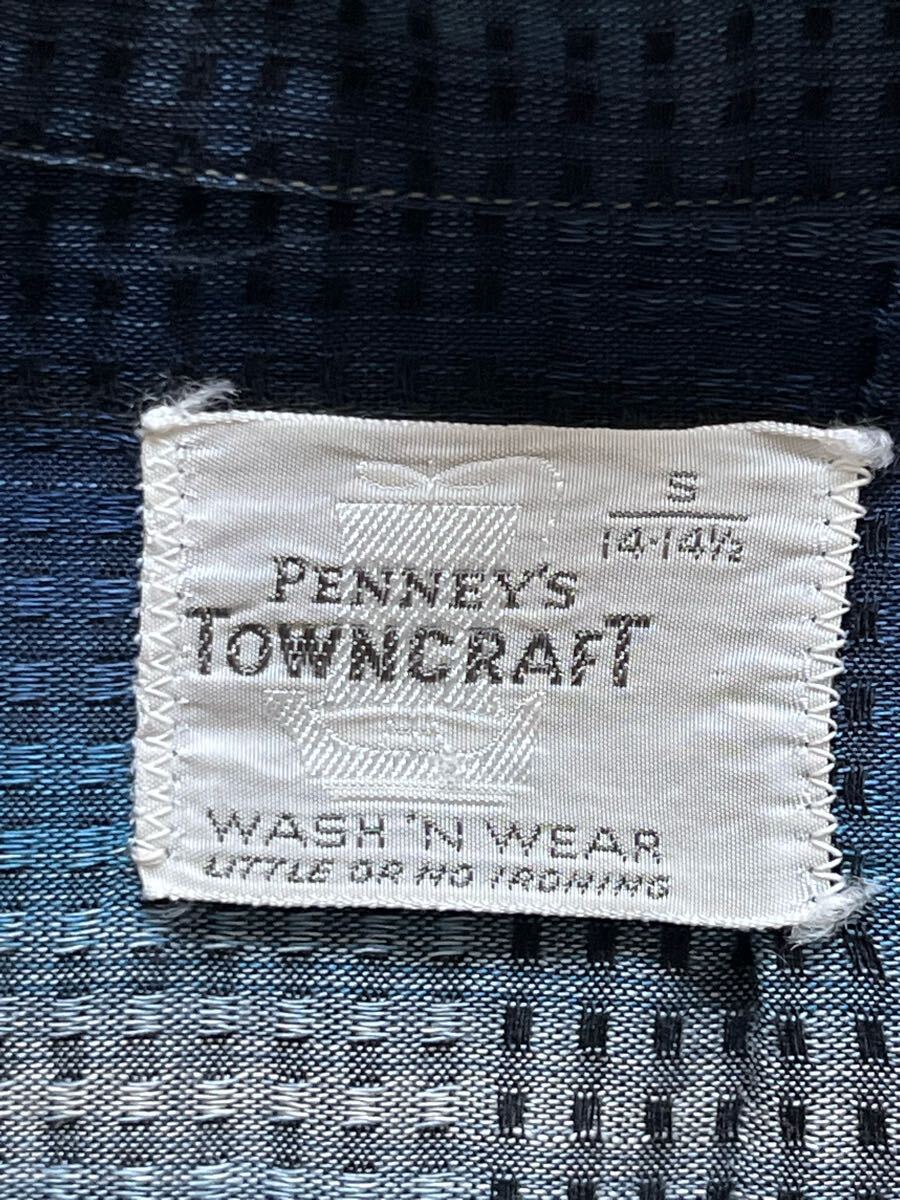 S
14-14½
PENNEY'S
TOWNCRAFT
WASH 'N WEAR
LITTLE OR NO IRONING